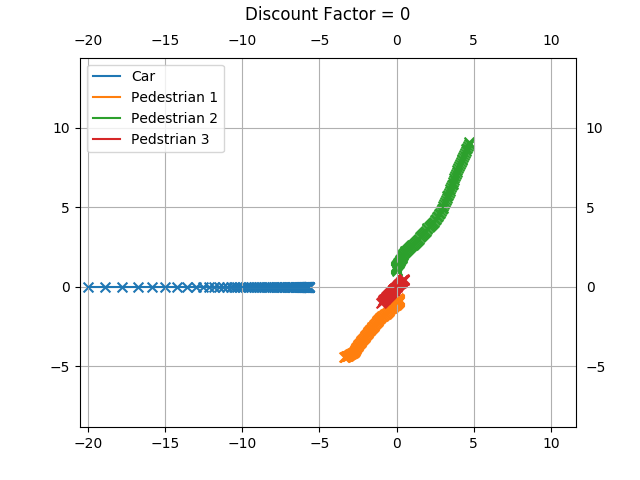 Discount Factor = 0
−20 −15 −10 −5 0 5 10
Car
Pedestrian 1
Pedestrian 2
Pedstrian 3
10 10
5 5
0 0
−5 −5
−20 −15 −10 −5 0 5 10